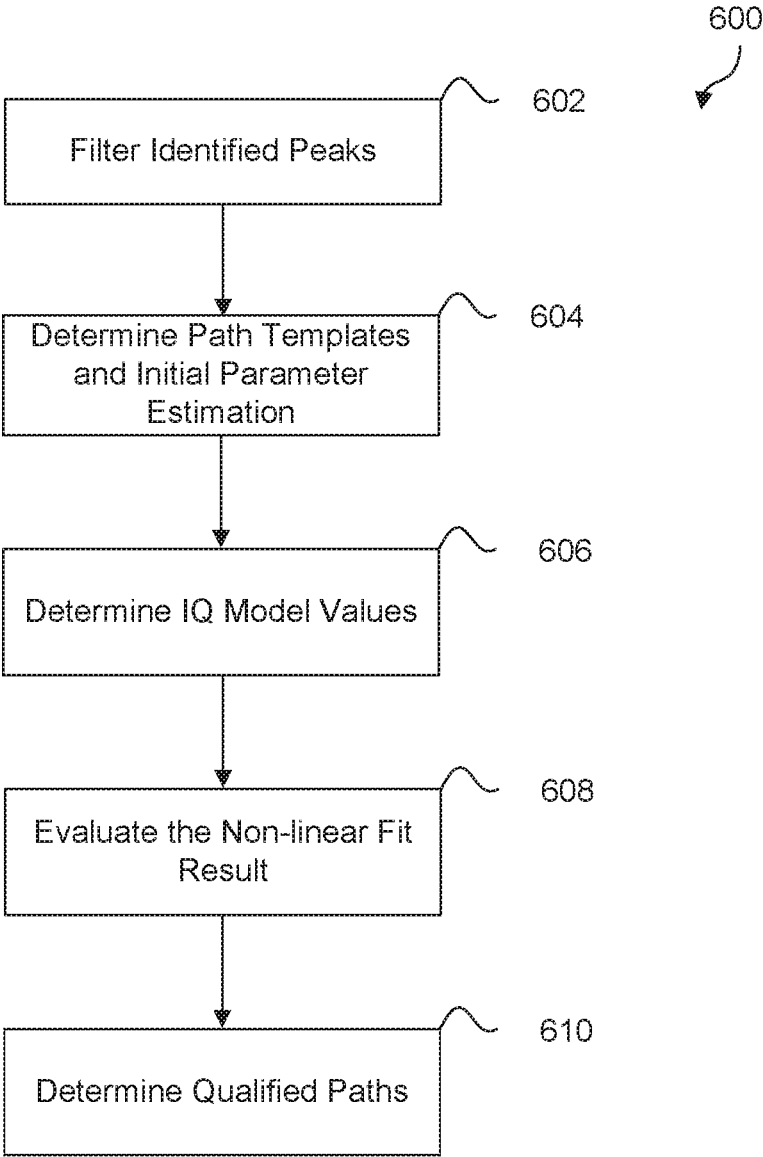 600
602
Filter Identified Peaks
604
Determine Path Templates
and Initial Parameter
Estimation
606
Determine IQ Model Values
608
Evaluate the Non-linear Fit
Result
610
Determine Qualified Paths